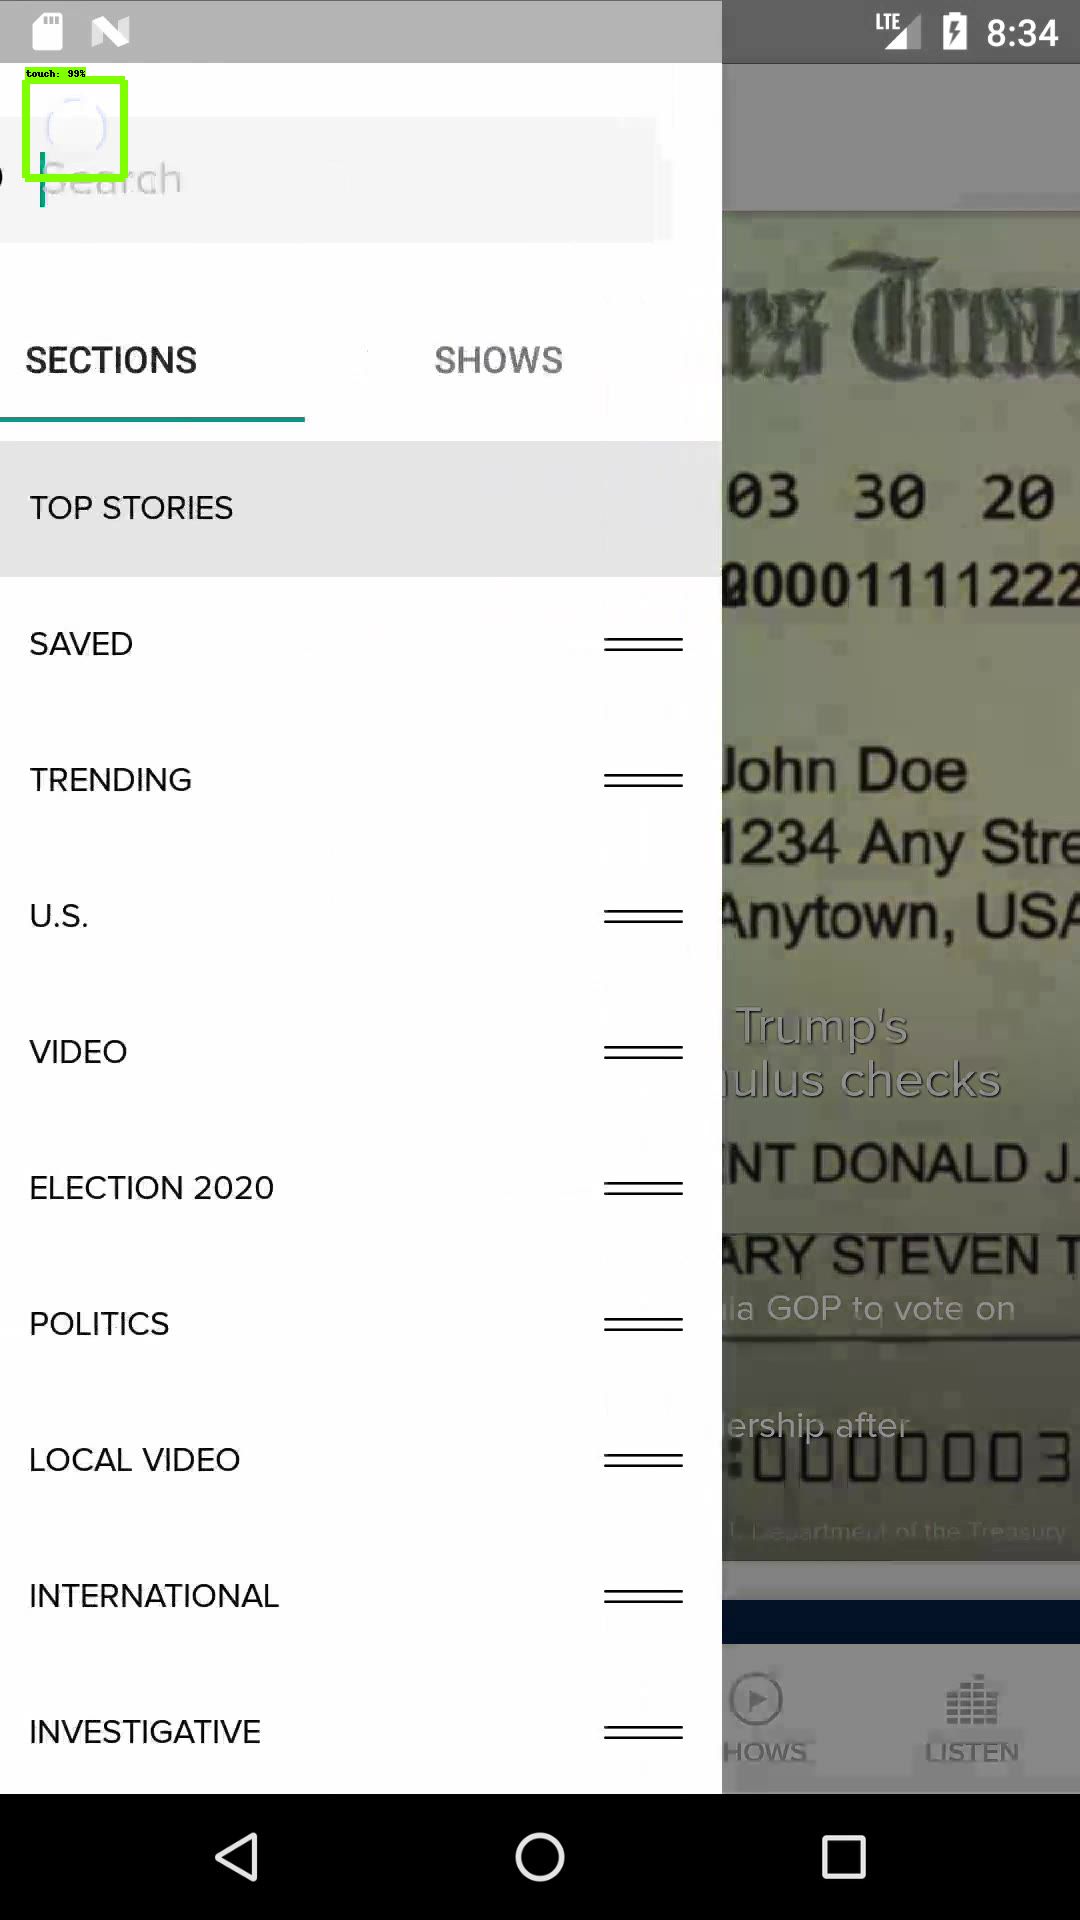 LTE 8:34
touch: 99%
Search
SECTIONS SHOWS
TOP STORIES
SAVED
TRENDING
U.S.
VIDEO
ELECTION 2020
POLITICS
LOCAL VIDEO
INTERNATIONAL
INVESTIGATIVE
es Treas
03 30 20
00001111222
John Doe
1234 Any Stre
Anytown, USA
Trump's
ulus checks
NT DONALD J.
ARY STEVEN T
ia GOP to vote on
ership after
:0000003
Department of the Treasury
HOWS LISTEN